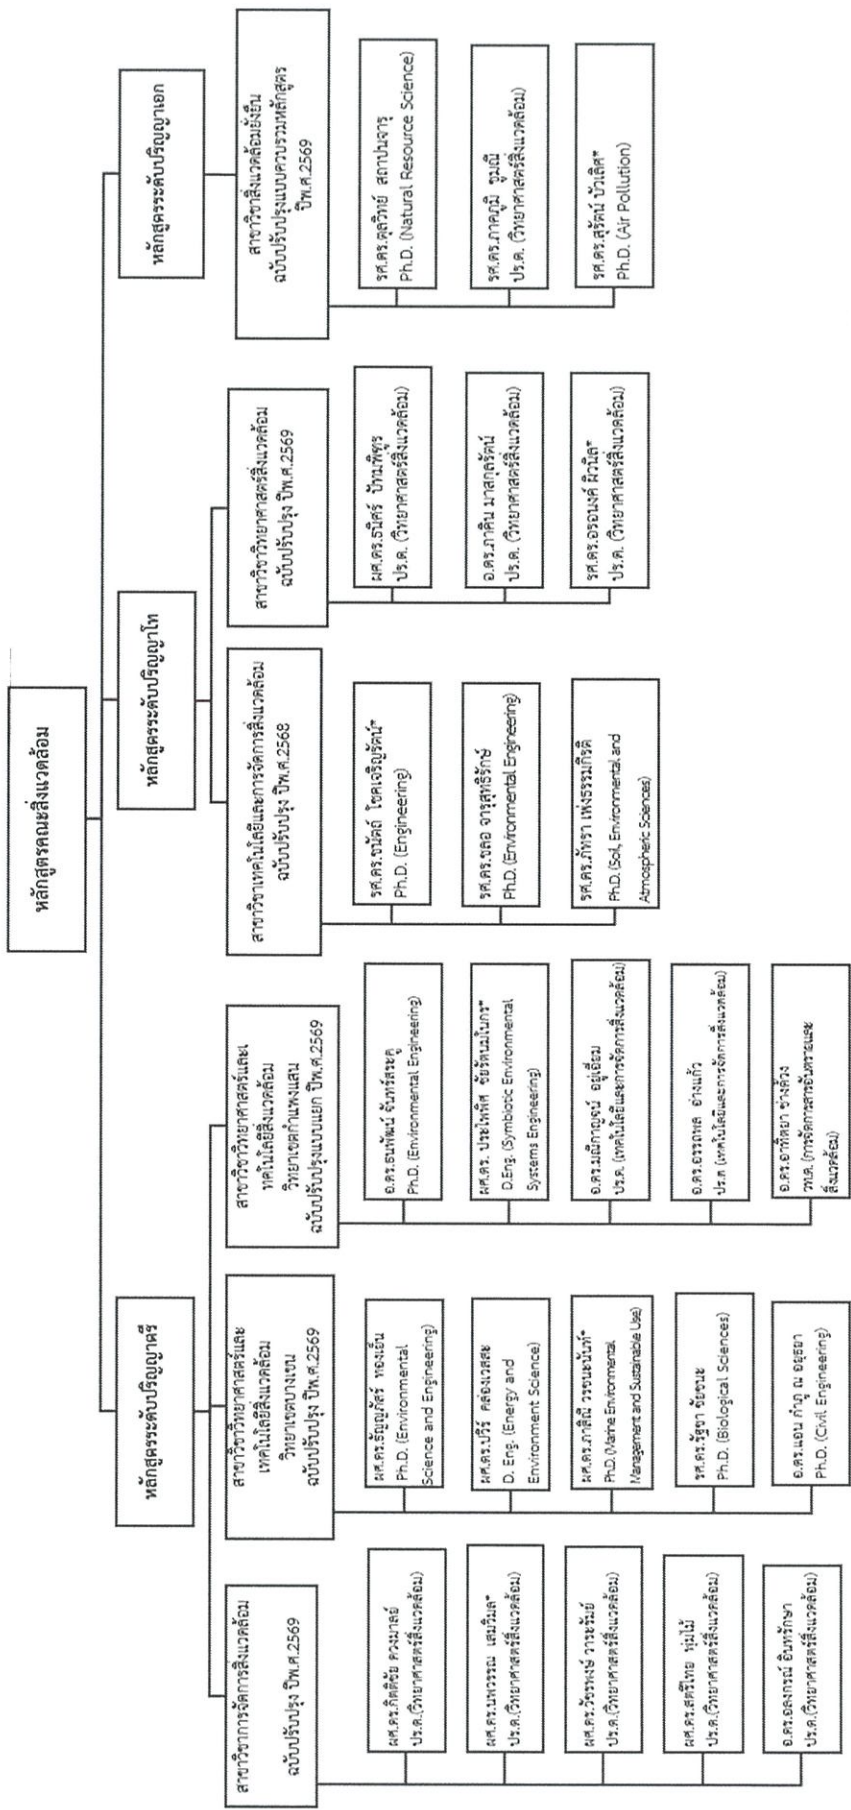 หลักสูตรคณะสิ่งแวดล้อม
หลักสูตรระดับปริญญาตรี
สาขาวิชาการจัดการสิ่งแวดล้อม
ฉบับปรับปรุง ปีพ.ศ.2569
ผศ.ดร.กิตติชัย ดวงมาลย์
ปร.ด.(วิทยาศาสตร์สิ่งแวดล้อม)
ผศ.ดร.นพวรรณ เสมวิมล*
ปร.ด.(วิทยาศาสตร์สิ่งแวดล้อม)
ผศ.ดร.วัชรพงษ์ วาระรัมย์
ปร.ด.(วิทยาศาสตร์สิ่งแวดล้อม)
ผศ.ดร.สตรีไทย พุ่มไม้
ปร.ด.(วิทยาศาสตร์สิ่งแวดล้อม)
อ.ดร.อลงกรณ์ อินทรักษา
ปร.ด.(วิทยาศาสตร์สิ่งแวดล้อม)
สาขาวิชาวิทยาศาสตร์และ
เทคโนโลยีสิ่งแวดล้อม
วิทยาเขตบางเขน
ฉบับปรับปรุง ปีพ.ศ.2569
ผศ.ดร.ธัญญภัสร์ ทองเย็น
Ph.D. (Environmental
Science and Engineering)
ผศ.ดร.ปวีร์ คล่องเวสสะ
D. Eng. (Energy and
Environment Science)
ผศ.ดร.ภาสิณี วรชนะนันท์*
Ph.D. (Marine Environmental
Management and Sustainable Use)
รศ.ดร.รัฐชา ชัยชนะ
Ph.D. (Biological Sciences)
อ.ดร.แอน กำภู ณ อยุธยา
Ph.D. (Civil Engineering)
สาขาวิชาวิทยาศาสตร์และเ
ทคโนโลยีสิ่งแวดล้อม
วิทยาเขตกำแพงแสน
ฉบับปรับปรุงแบบแยก ปีพ.ศ.2569
อ.ดร.ธนพัฒน์ จันทร์สระคู
Ph.D. (Environmental Engineering)
ผศ.ดร. ประไพพิศ ชัยรัตนมโนกร*
D.Eng. (Symbiotic Environmental
Systems Engineering)
อ.ดร.มณิกาญจน์ อยู่เอี่ยม
ปร.ด. (เทคโนโลยีและการจัดการสิ่งแวดล้อม)
อ.ดร.อรรถพล อ่างแก้ว
ปร.ด (เทคโนโลยีและการจัดการสิ่งแวดล้อม)
อ.ดร.อาทิตยา ช่างด้วง
วท.ด. (การจัดการสารอันตรายและ
สิ่งแวดล้อม)
หลักสูตรระดับปริญญาโท
สาขาวิชาเทคโนโลยีและการจัดการสิ่งแวดล้อม
ฉบับปรับปรุง ปีพ.ศ.2568
รศ.ดร.ชนัดถ์ โชคเจริญรัตน์*
Ph.D. (Engineering)
รศ.ดร.ชลอ จารุสุทธิรักษ์
Ph.D. (Environmental Engineering)
รศ.ดร.ภัทรา เพ่งธรรมกีรติ
Ph.D. (Soil, Environmental and
Atmospheric Sciences)
สาขาวิชาวิทยาศาสตร์สิ่งแวดล้อม
ฉบับปรับปรุง ปีพ.ศ.2569
ผศ.ดร.ธนิศร์ ปัทมพิฑูร
ปร.ด. (วิทยาศาสตร์สิ่งแวดล้อม)
อ.ดร.ภาคิน มาสกุลรัตน์
ปร.ด. (วิทยาศาสตร์สิ่งแวดล้อม)
รศ.ดร.อรอนงค์ ผิวนิล*
ปร.ด. (วิทยาศาสตร์สิ่งแวดล้อม)
หลักสูตรระดับปริญญาเอก
สาขาวิชาสิ่งแวดล้อมยั่งยืน
ฉบับปรับปรุงแบบควบรวมหลักสูตร
ปีพ.ศ.2569
รศ.ดร.ตุลวิทย์ สถาปนจารุ
Ph.D. (Natural Resource Science)
รศ.ดร.ภาคภูมิ ชูมณี
ปร.ด. (วิทยาศาสตร์สิ่งแวดล้อม)
รศ.ดร.สุรัตน์ บัวเลิศ*
Ph.D. (Air Pollution)